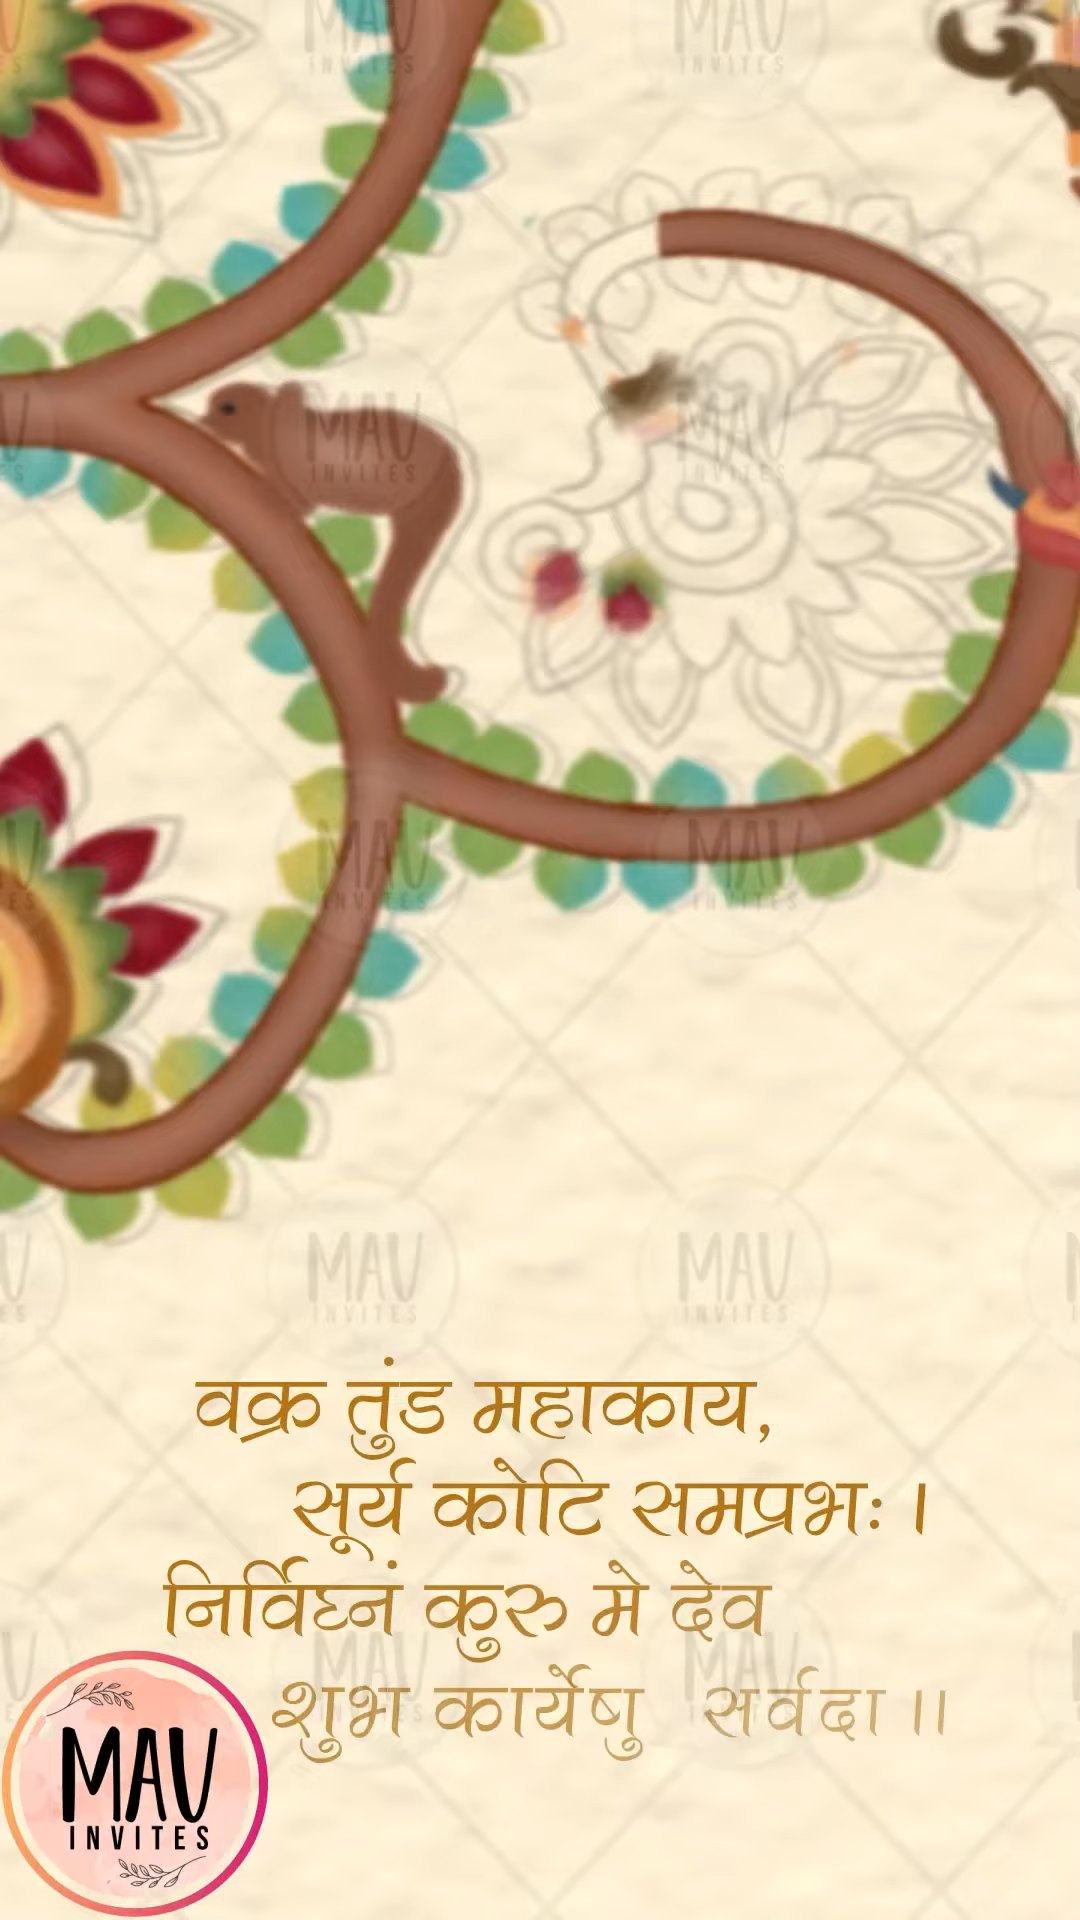 वक्र तुंड महाकाय,
सूर्य कोटि समप्रभः ।
निर्विघ्नं कुरु मे देव
शुभ कार्येषु सर्वदा ।।
MAV
INVITES